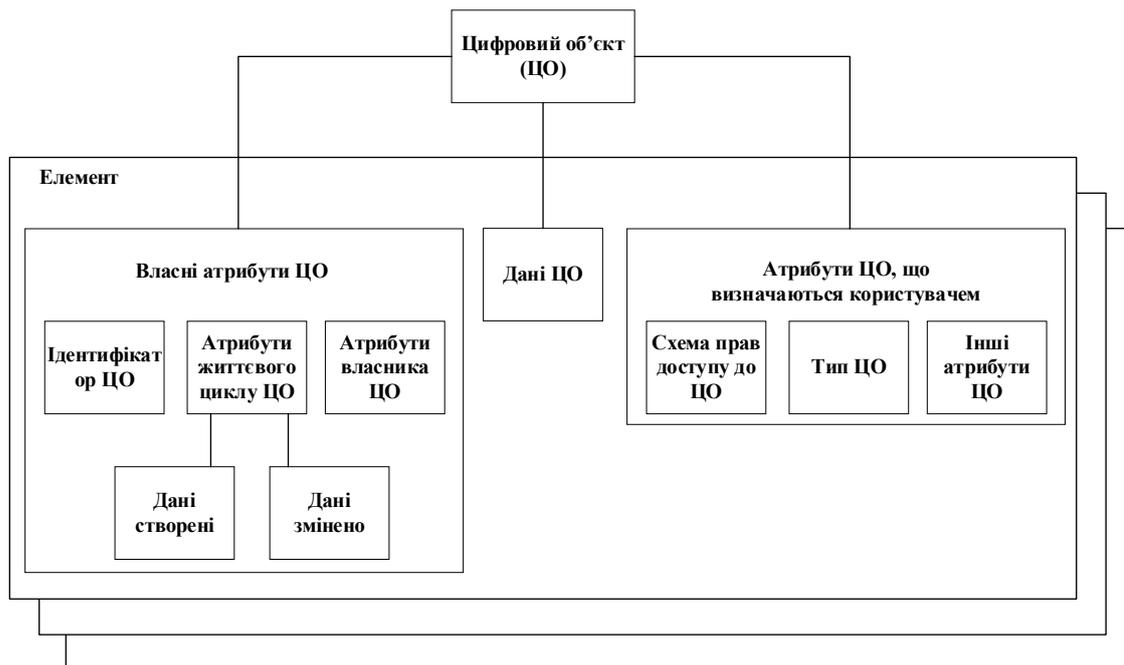 Цифровий об’єкт
(ЦО)
Елемент
Власні атрибути ЦО
Ідентифікат
ор ЦО
Атрибути
життєвого
циклу ЦО
Атрибути
власника
ЦО
Дані
створені
Дані
змінено
Дані ЦО
Атрибути ЦО, що
визначаються користувачем
Схема прав
доступу до
ЦО
Тип ЦО
Інші
атрибути
ЦО